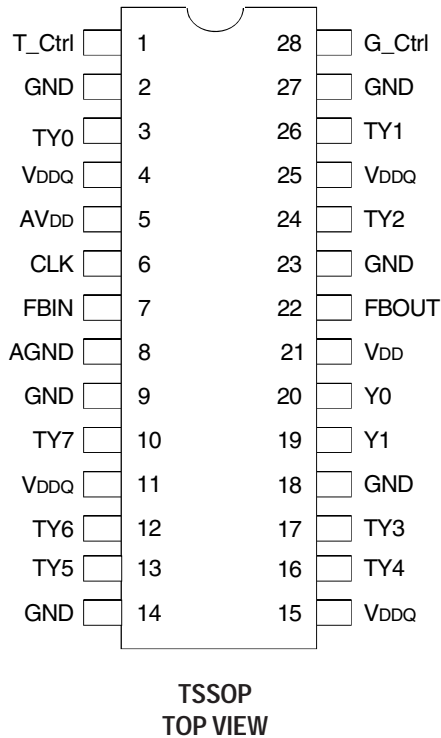 T_Ctrl 1 28 G_Ctrl
GND 2 27 GND
TY0 3 26 TY1
VDDQ 4 25 VDDQ
AVDD 5 24 TY2
CLK 6 23 GND
FBIN 7 22 FBOUT
AGND 8 21 VDD
GND 9 20 Y0
TY7 10 19 Y1
VDDQ 11 18 GND
TY6 12 17 TY3
TY5 13 16 TY4
GND 14 15 VDDQ
TSSOP
TOP VIEW